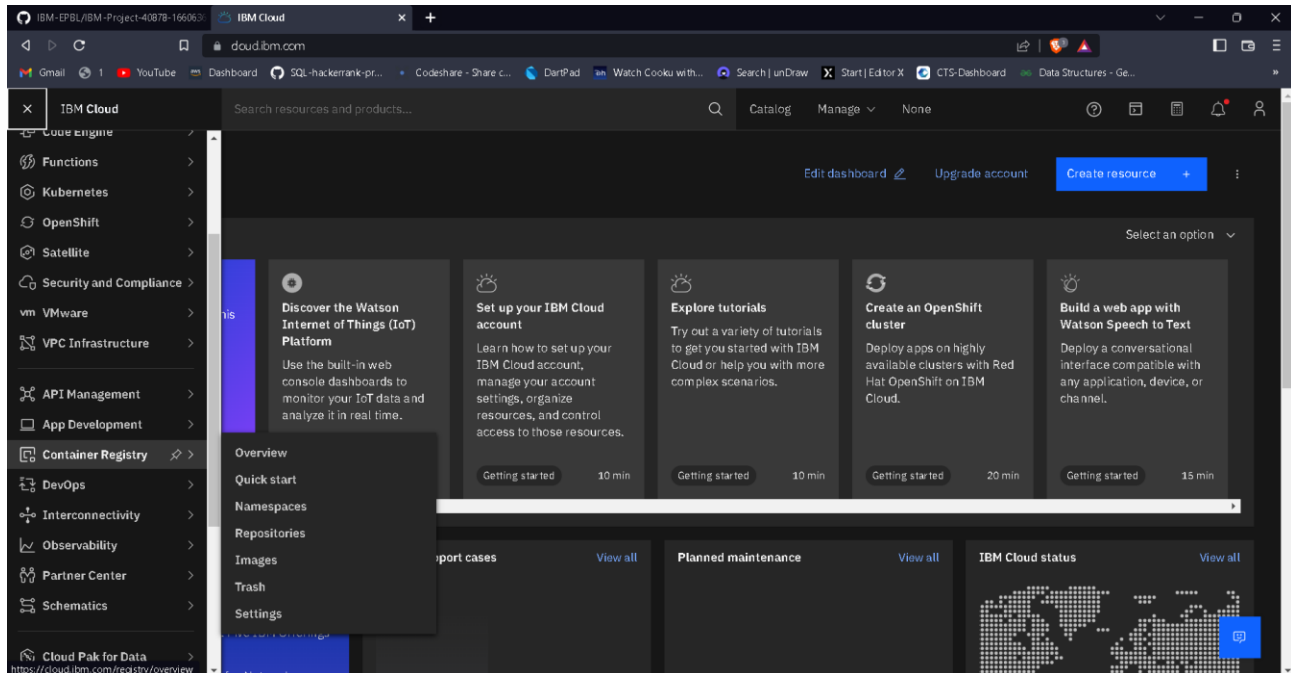 IBM-EPBL/IBM-Project-40878-1660630
IBM Cloud
cloud.ibm.com
Gmail
1
YouTube
Dashboard
SQL-hackerrank-pr...
Codeshare - Share c...
DartPad
Watch Cooku with...
Search | unDraw
Start | Editor X
CTS-Dashboard
Data Structures - Ge...
»
IBM Cloud
Search resources and products...
Catalog
Manage
None
Code Engine
Functions
Kubernetes
OpenShift
Satellite
Security and Compliance
vm VMware
VPC Infrastructure
API Management
App Development
Container Registry
DevOps
Interconnectivity
Observability
Partner Center
Schematics
Cloud Pak for Data
https://cloud.ibm.com/registry/overview
Overview
Quick start
Namespaces
Repositories
Images
Trash
Settings
Edit dashboard
Upgrade account
Create resource +
Select an option
Discover the Watson
Internet of Things (IoT)
Platform
Use the built-in web
console dashboards to
monitor your IoT data and
analyze it in real time.
Set up your IBM Cloud
account
Learn how to set up your
IBM Cloud account,
manage your account
settings, organize
resources, and control
access to those resources.
Getting started
10 min
Explore tutorials
Try out a variety of tutorials
to get you started with IBM
Cloud or help you with more
complex scenarios.
Getting started
10 min
Create an OpenShift
cluster
Deploy apps on highly
available clusters with Red
Hat OpenShift on IBM
Cloud.
Getting started
20 min
Build a web app with
Watson Speech to Text
Deploy a conversational
interface compatible with
any application, device, or
channel.
Getting started
15 min
pport cases
View all
Planned maintenance
View all
IBM Cloud status
View all